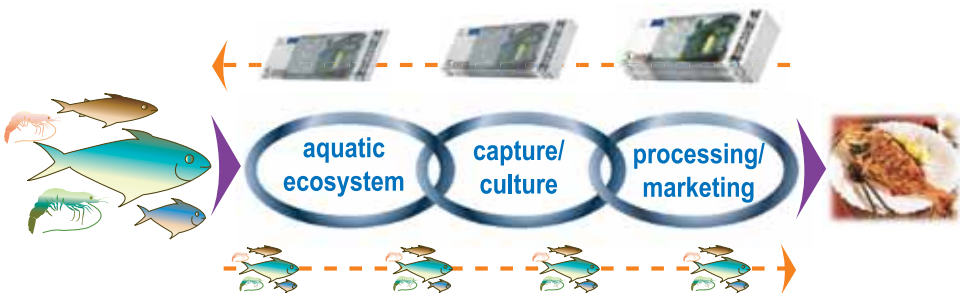 aquatic
ecosystem
capture/
culture
processing/
marketing